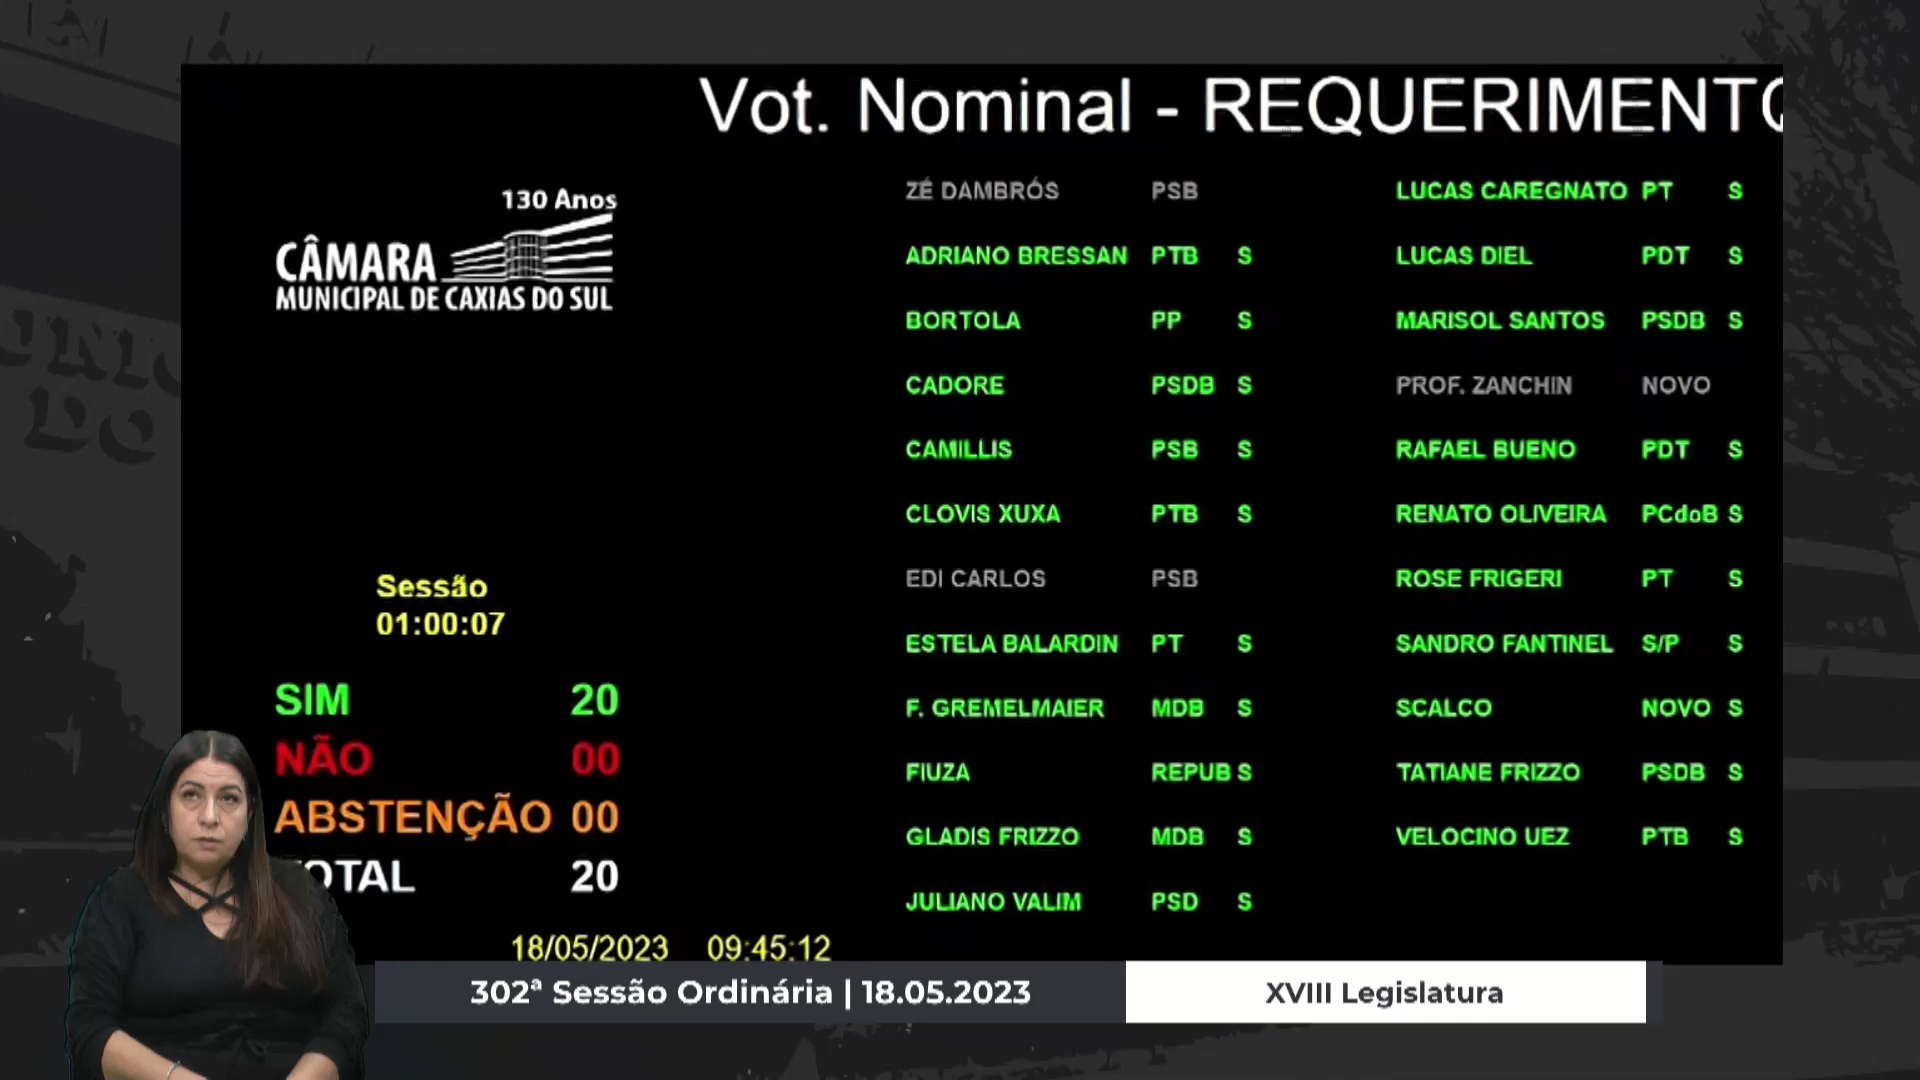 Vot. Nominal - REQUERIMENTO
130 Anos
CÂMARA
MUNICIPAL DE CAXIAS DO SUL
ZÉ DAMBRÓS PSB
ADRIANO BRESSAN PTB S
BORTOLA PP S
CADORE PSDB S
CAMILLIS PSB S
CLOVIS XUXA PTB S
EDI CARLOS PSB
ESTELA BALARDIN PT S
F. GREMELMAIER MDB S
FIUZA REPUB S
GLADIS FRIZZO MDB S
JULIANO VALIM PSD S
LUCAS CAREGNATO PT S
LUCAS DIEL PDT S
MARISOL SANTOS PSDB S
PROF. ZANCHIN NOVO
RAFAEL BUENO PDT S
RENATO OLIVEIRA PCdoB S
ROSE FRIGERI PT S
SANDRO FANTINEL S/P S
SCALCO NOVO S
TATIANE FRIZZO PSDB S
VELOCINO UEZ PTB S
Sessão
01:00:07
SIM 20
NÃO 00
ABSTENÇÃO 00
TOTAL 20
18/05/2023 09:45:12
302ª Sessão Ordinária | 18.05.2023
XVIII Legislatura